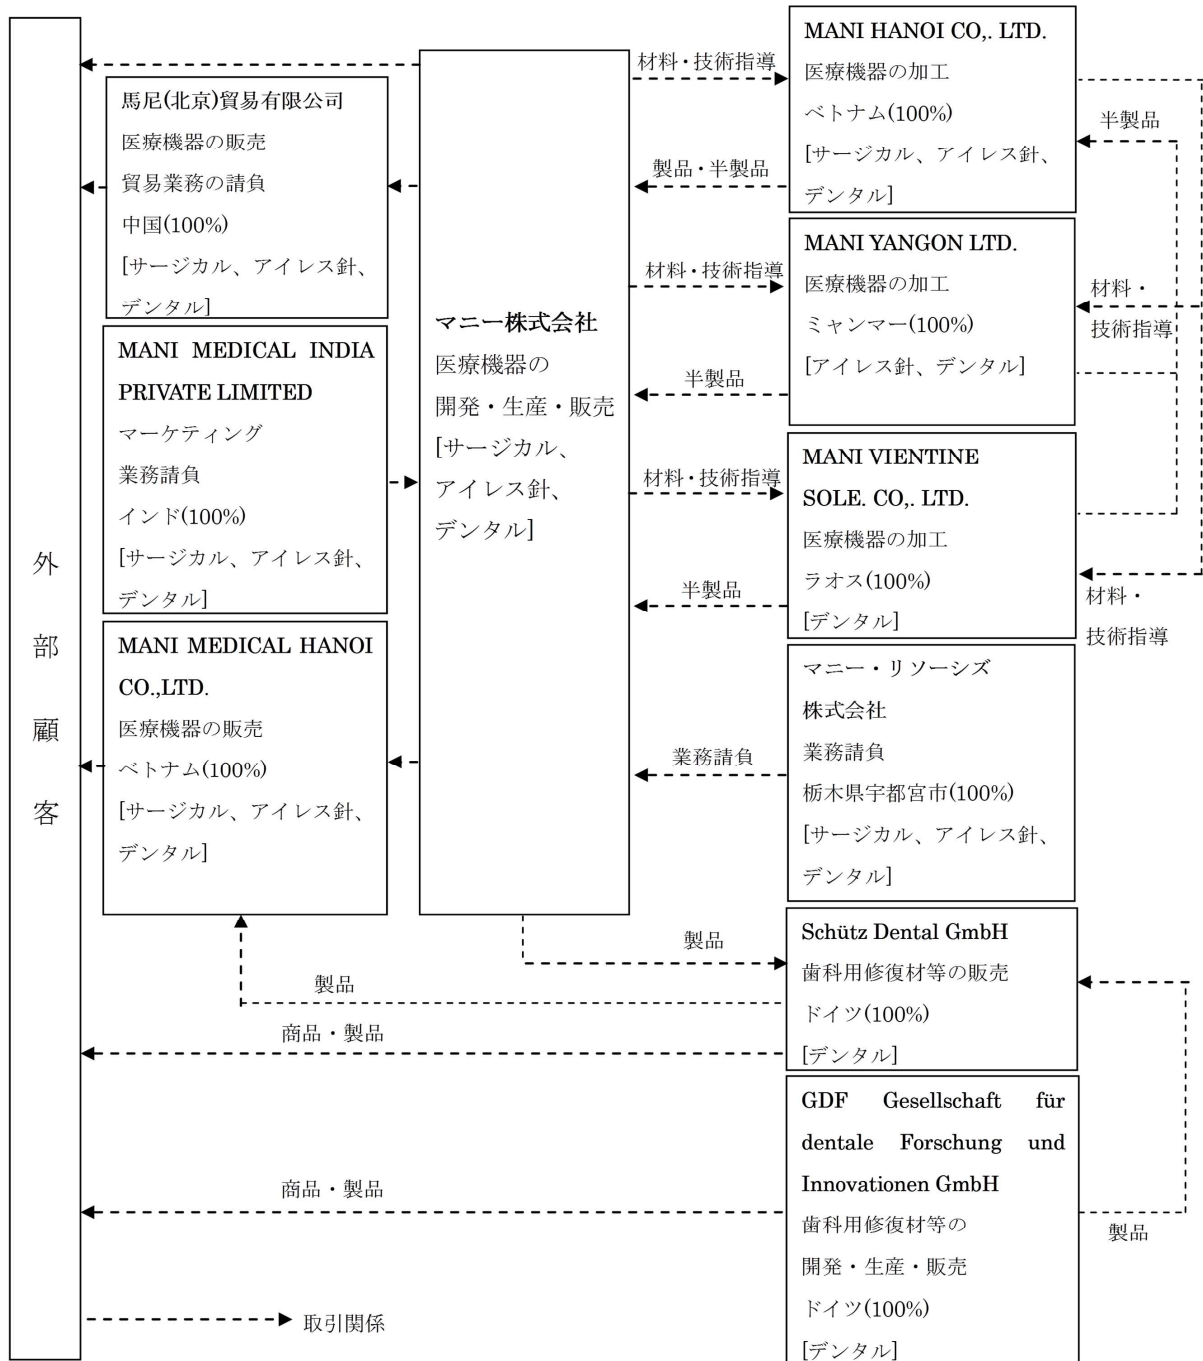 外
部
顧
客
馬尼(北京)貿易有限公司
医療機器の販売
貿易業務の請負
中国(100%)
[サージカル、アイレス針、
デンタル]
MANI MEDICAL INDIA
PRIVATE LIMITED
マーケティング
業務請負
インド(100%)
[サージカル、アイレス針、
デンタル]
MANI MEDICAL HANOI
CO.,LTD.
医療機器の販売
ベトナム(100%)
[サージカル、アイレス針、
デンタル]
マニー株式会社
医療機器の
開発・生産・販売
[サージカル、
アイレス針、
デンタル]
材料・技術指導
製品・半製品
材料・技術指導
半製品
材料・技術指導
半製品
業務請負
製品
製品
商品・製品
商品・製品
MANI HANOI CO,. LTD.
医療機器の加工
ベトナム(100%)
[サージカル、アイレス針、
デンタル]
MANI YANGON LTD.
医療機器の加工
ミャンマー(100%)
[アイレス針、デンタル]
MANI VIENTINE
SOLE. CO,. LTD.
医療機器の加工
ラオス(100%)
[デンタル]
マニー・リソーシズ
株式会社
業務請負
栃木県宇都宮市(100%)
[サージカル、アイレス針、
デンタル]
Schütz Dental GmbH
歯科用修復材等の販売
ドイツ(100%)
[デンタル]
GDF Gesellschaft für
dentale Forschung und
Innovationen GmbH
歯科用修復材等の
開発・生産・販売
ドイツ(100%)
[デンタル]
半製品
材料・
技術指導
材料・
技術指導
製品
取引関係